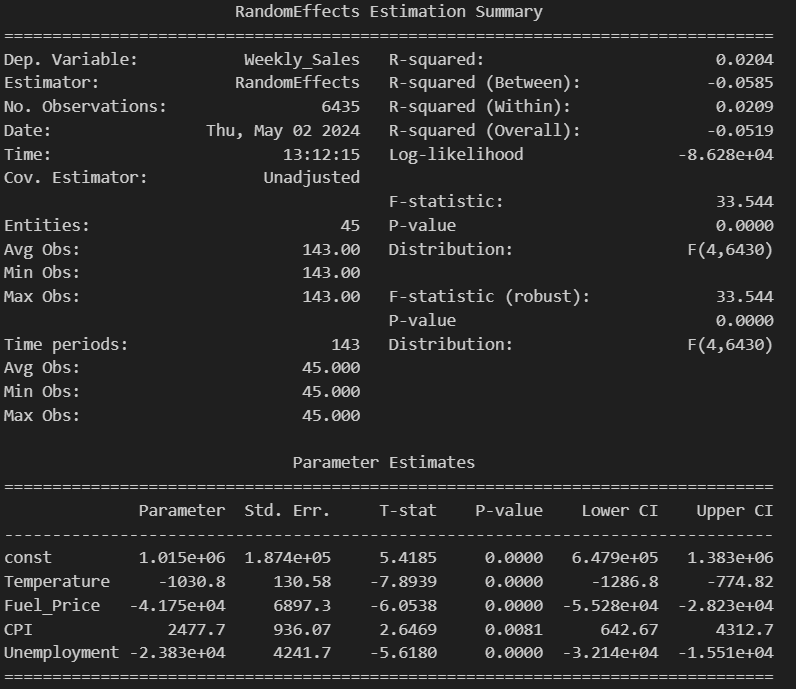 RandomEffects Estimation Summary
================================================================================
Dep. Variable: Weekly_Sales R-squared: 0.0204
Estimator: RandomEffects R-squared (Between): -0.0585
No. Observations: 6435 R-squared (Within): 0.0209
Date: Thu, May 02 2024 R-squared (Overall): -0.0519
Time: 13:12:15 Log-likelihood -8.628e+04
Cov. Estimator: Unadjusted
F-statistic: 33.544
Entities: 45 P-value 0.0000
Avg Obs: 143.00 Distribution: F(4,6430)
Min Obs: 143.00
Max Obs: 143.00 F-statistic (robust): 33.544
P-value 0.0000
Time periods: 143 Distribution: F(4,6430)
Avg Obs: 45.000
Min Obs: 45.000
Max Obs: 45.000
Parameter Estimates
================================================================================
Parameter Std. Err. T-stat P-value Lower CI Upper CI
--------------------------------------------------------------------------------
const 1.015e+06 1.874e+05 5.4185 0.0000 6.479e+05 1.383e+06
Temperature -1030.8 130.58 -7.8939 0.0000 -1286.8 -774.82
Fuel_Price -4.175e+04 6897.3 -6.0538 0.0000 -5.528e+04 -2.823e+04
CPI 2477.7 936.07 2.6469 0.0081 642.67 4312.7
Unemployment -2.383e+04 4241.7 -5.6180 0.0000 -3.214e+04 -1.551e+04
================================================================================